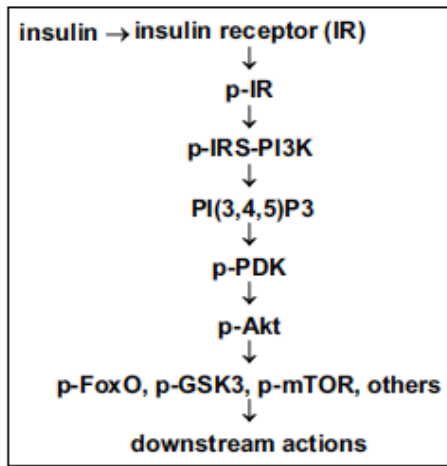 insulin → insulin receptor (IR)
↓
p-IR
↓
p-IRS-PI3K
↓
PI(3,4,5)P3
↓
p-PDK
↓
p-Akt
↓
p-FoxO, p-GSK3, p-mTOR, others
↓
downstream actions